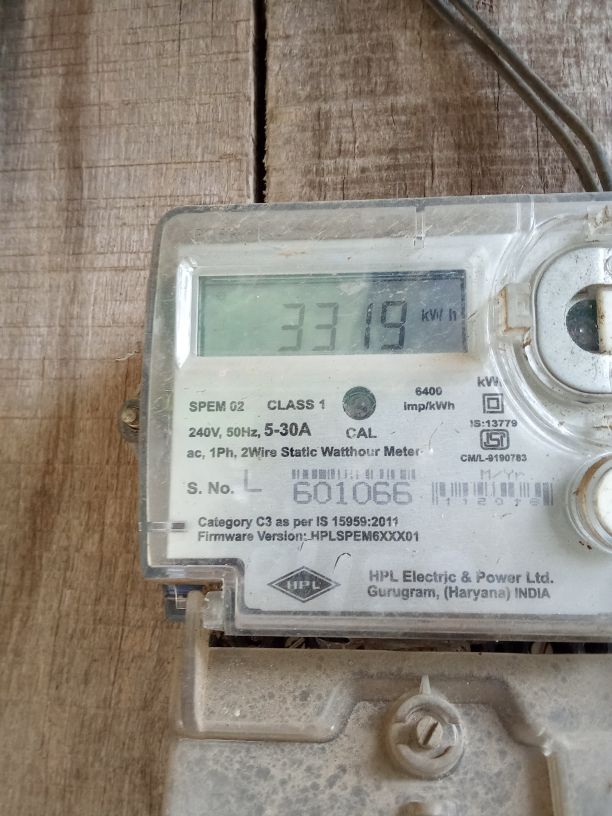 3319 kWh
SPEM 02 CLASS 1 6400 imp/kWh
240V, 50Hz, 5-30A CAL
IS:13779
ac, 1Ph, 2Wire Static Watthour Meter
CM/L-9190783
S. No. L 601066
M/Yr
Category C3 as per IS 15959:2011
Firmware Version: HPLSPEM6XXX01
HPL
HPL Electric & Power Ltd.
Gurugram, (Haryana) INDIA